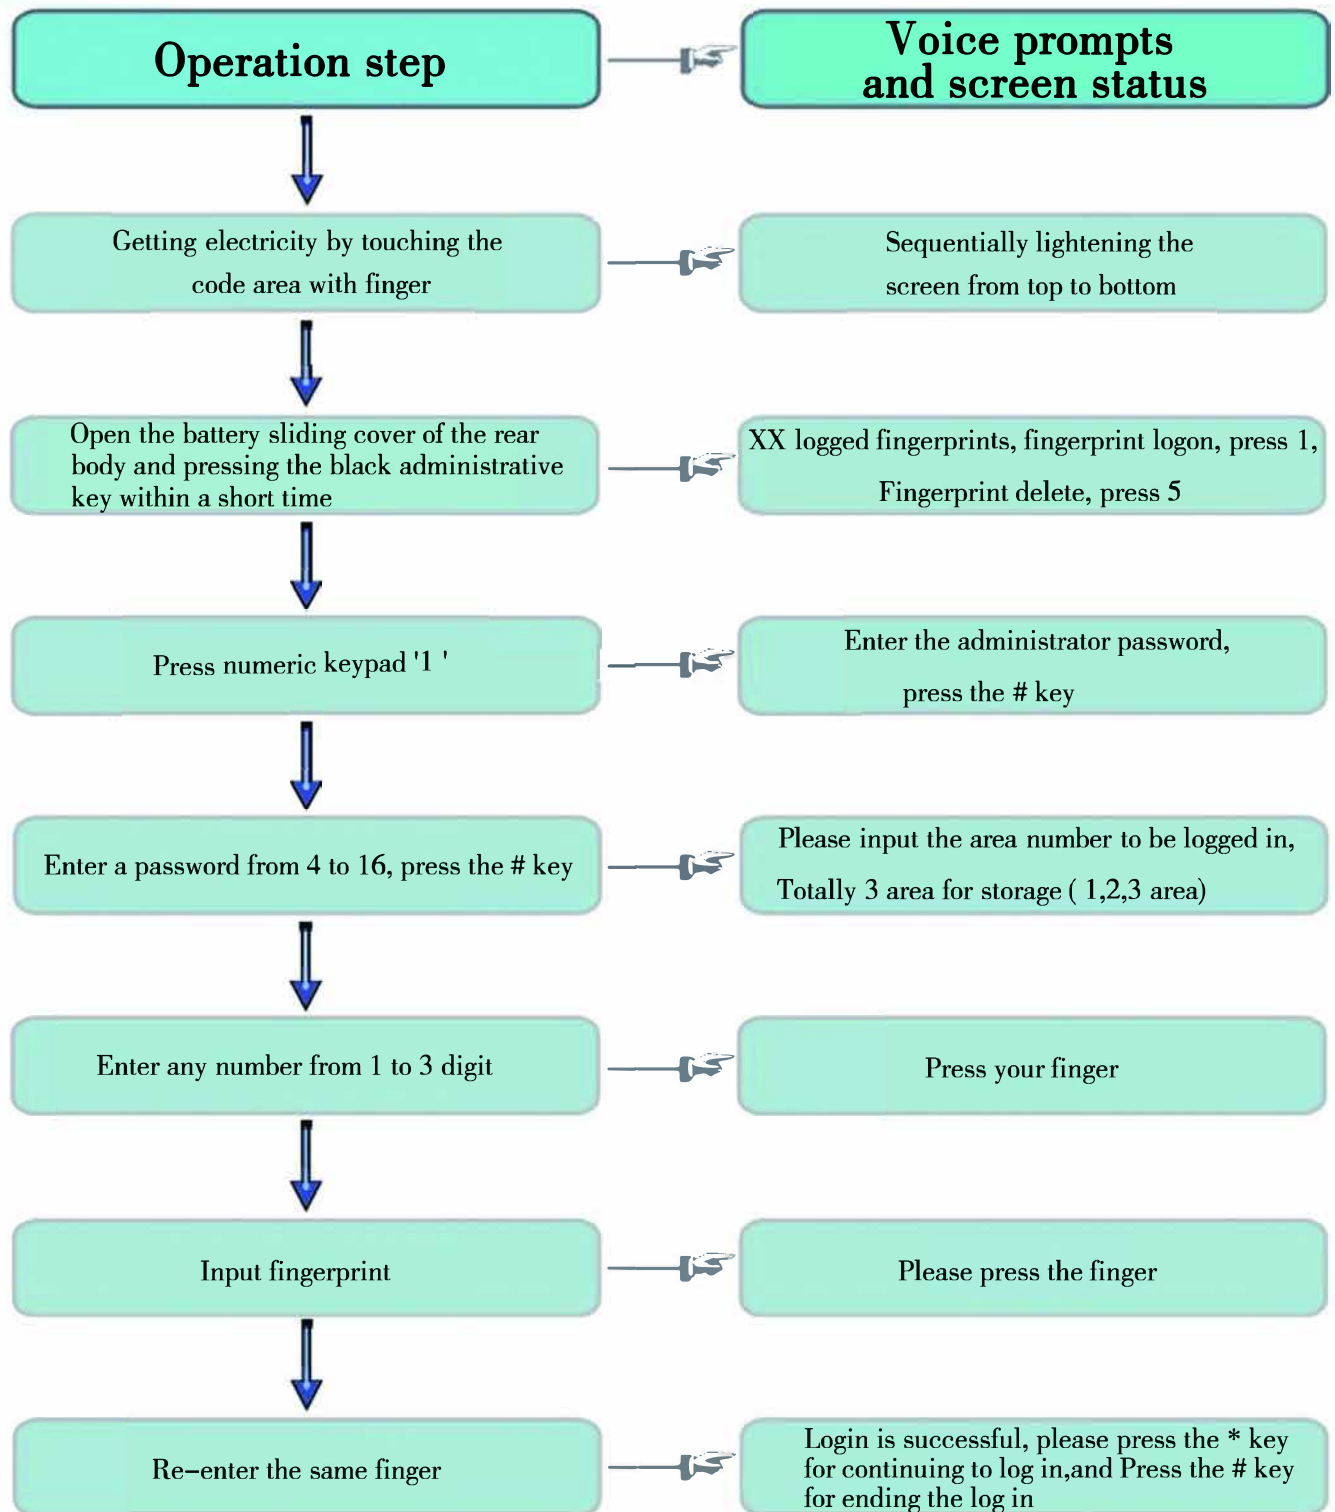 Operation step
Voice prompts
and screen status
Getting electricity by touching the
code area with finger
Sequentially lightening the
screen from top to bottom
Open the battery sliding cover of the rear
body and pressing the black administrative
key within a short time
XX logged fingerprints, fingerprint logon, press 1,
Fingerprint delete, press 5
Press numeric keypad '1 '
Enter the administrator password,
press the # key
Enter a password from 4 to 16, press the # key
Please input the area number to be logged in,
Totally 3 area for storage ( 1,2,3 area)
Enter any number from 1 to 3 digit
Press your finger
Input fingerprint
Please press the finger
Re-enter the same finger
Login is successful, please press the * key
for continuing to log in,and Press the # key
for ending the log in